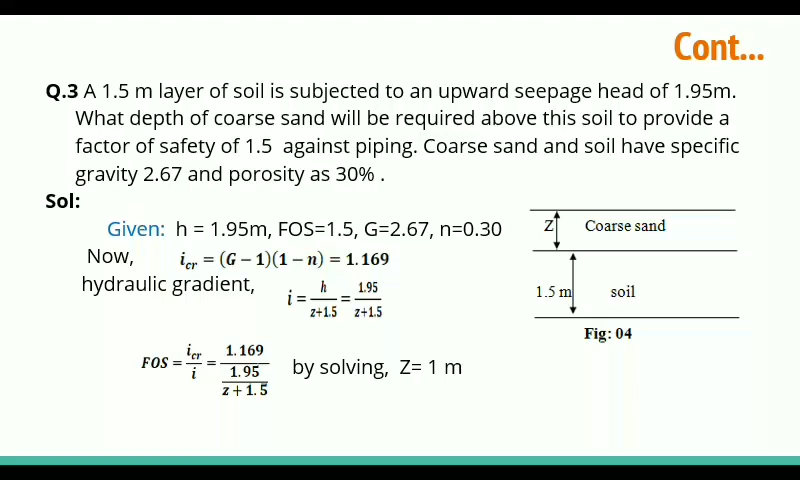 Cont...
Q.3 A 1.5 m layer of soil is subjected to an upward seepage head of 1.95m.
What depth of coarse sand will be required above this soil to provide a
factor of safety of 1.5 against piping. Coarse sand and soil have specific
gravity 2.67 and porosity as 30% .
Sol:
Given: h = 1.95m, FOS=1.5, G=2.67, n=0.30
Now, i_cr = (G − 1)(1 − n) = 1.169
hydraulic gradient, i = h/(z+1.5) = 1.95/(z+1.5)
FOS = i_cr/i = 1.169/(1.95/(z + 1.5)) by solving, Z= 1 m
Z Coarse sand
1.5 m soil
Fig: 04